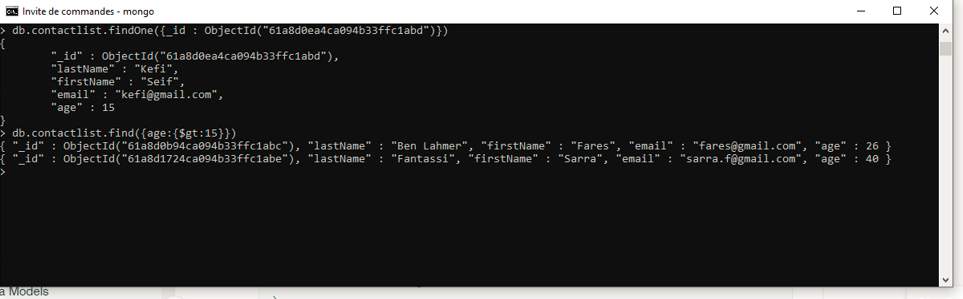 Invite de commandes - mongo
> db.contactlist.findOne({_id : ObjectId("61a8d0ea4ca094b33ffc1abd")})
{
"_id" : ObjectId("61a8d0ea4ca094b33ffc1abd"),
"lastName" : "Kefi",
"firstName" : "Seif",
"email" : "kefi@gmail.com",
"age" : 15
}
> db.contactlist.find({age:{$gt:15}})
{ "_id" : ObjectId("61a8d0b94ca094b33ffc1abc"), "lastName" : "Ben Lahmer", "firstName" : "Fares", "email" : "fares@gmail.com", "age" : 26 }
{ "_id" : ObjectId("61a8d1724ca094b33ffc1abe"), "lastName" : "Fantassi", "firstName" : "Sarra", "email" : "sarra.f@gmail.com", "age" : 40 }
>
a Models